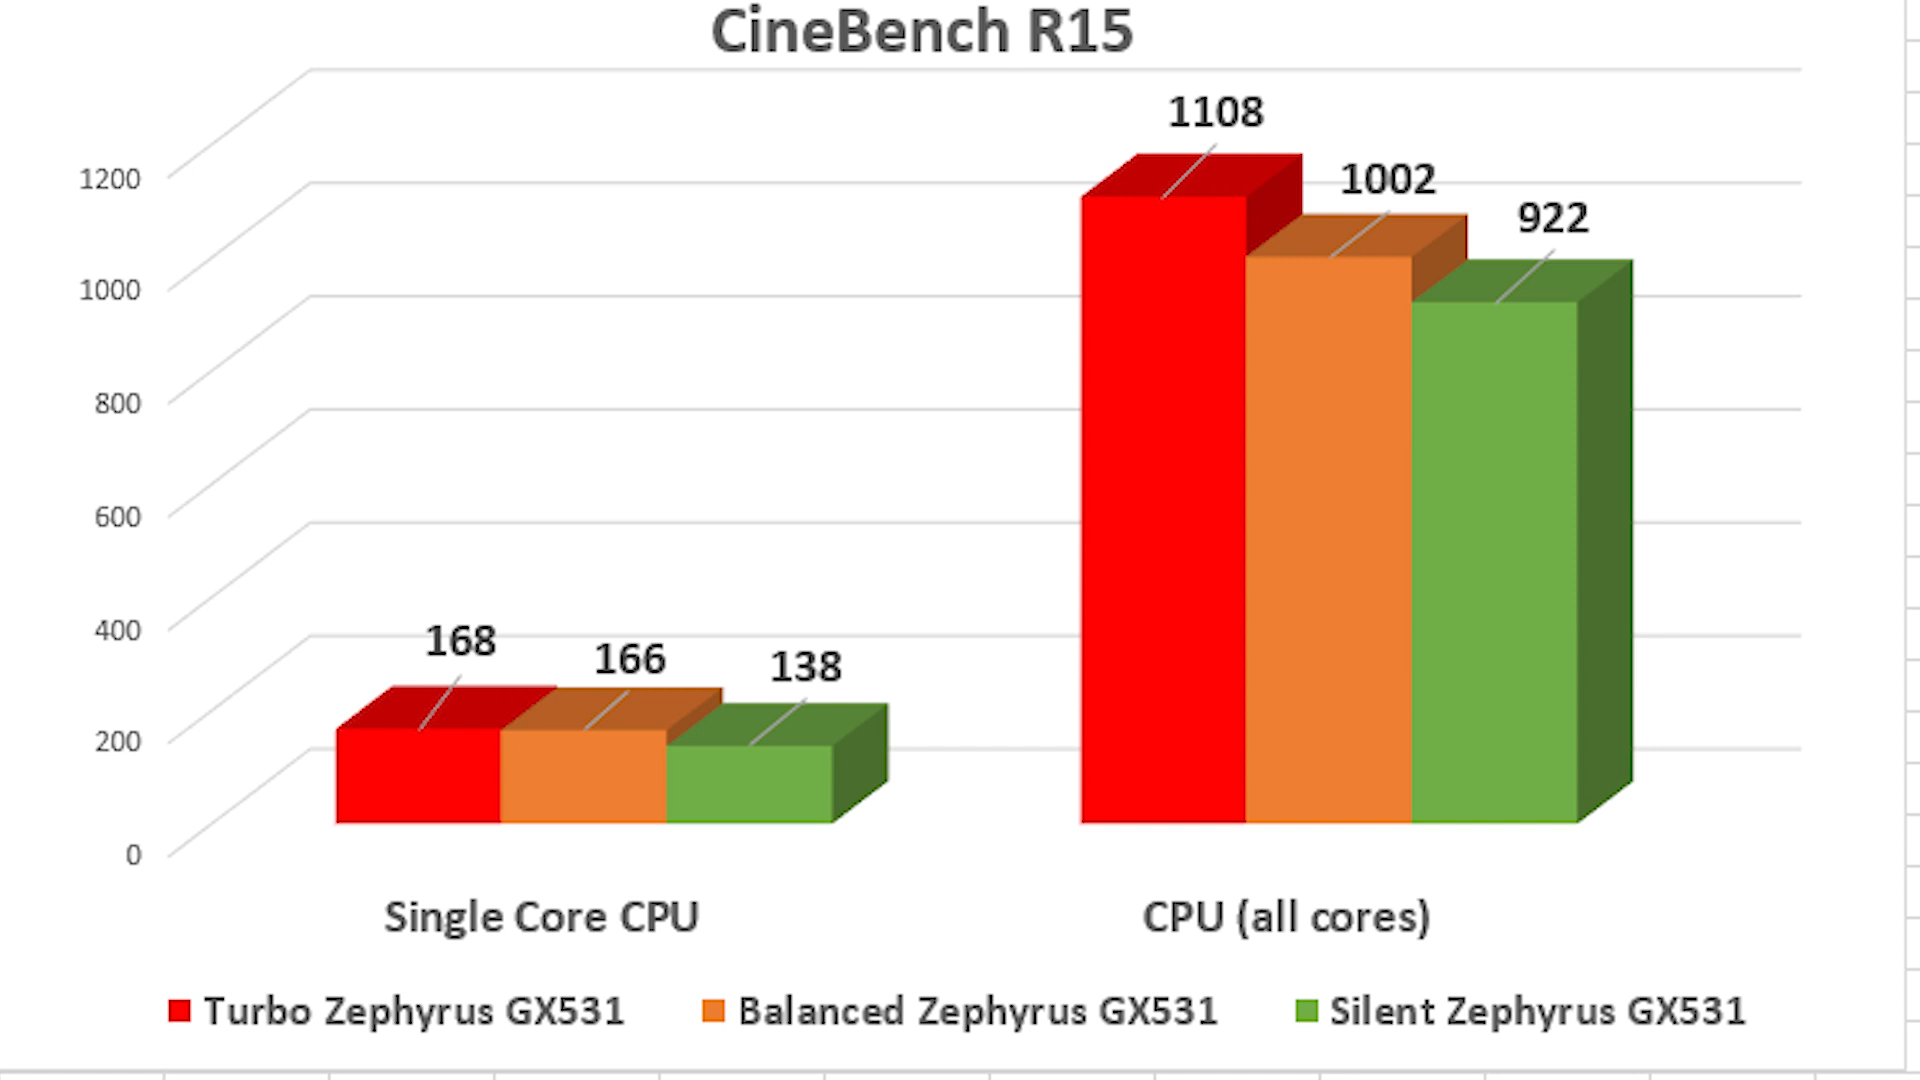 CineBench R15
1200
1000
800
600
400
200
0
168
166
138
1108
1002
922
Single Core CPU
CPU (all cores)
Turbo Zephyrus GX531
Balanced Zephyrus GX531
Silent Zephyrus GX531